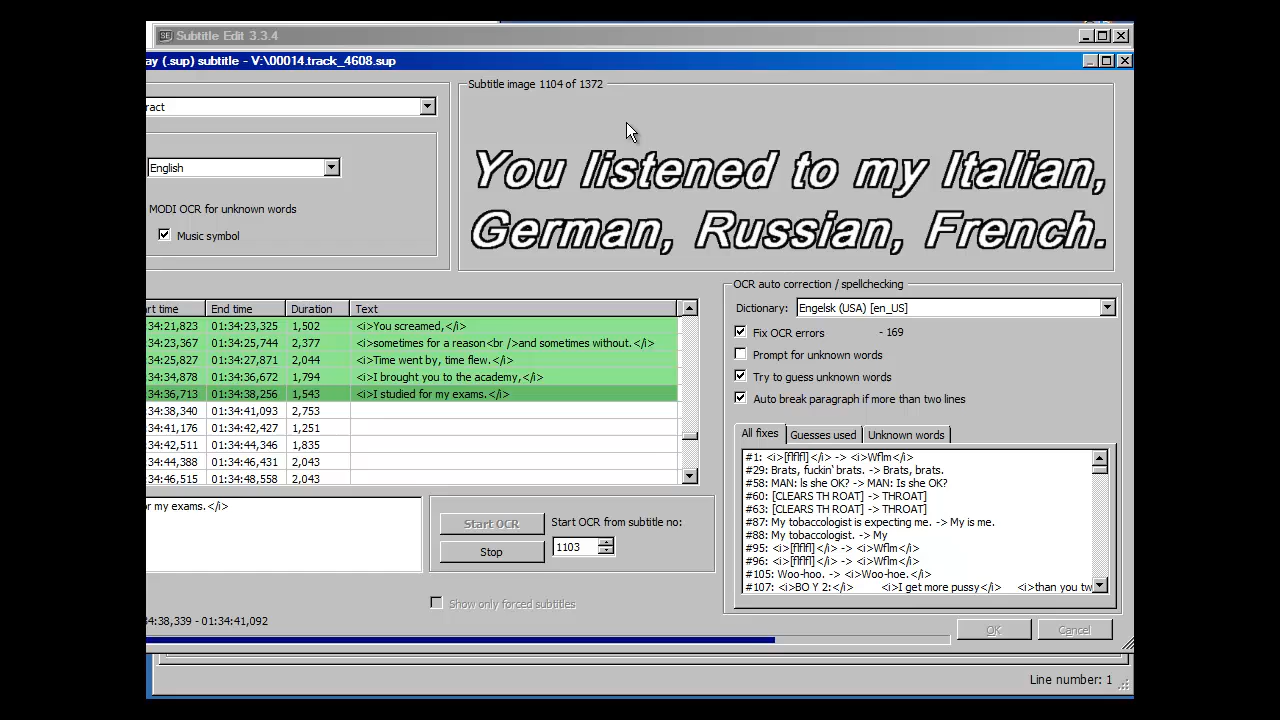 Subtitle Edit 3.3.4
ay (.sup) subtitle - V:\00014.track_4608.sup
ract
English
MODI OCR for unknown words
Music symbol
Subtitle image 1104 of 1372
You listened to my Italian,
German, Russian, French.
rt time End time Duration Text
34:21,823 01:34:23,325 1,502 <i>You screamed,</i>
34:23,367 01:34:25,744 2,377 <i>sometimes for a reason<br />and sometimes without.</i>
34:25,827 01:34:27,871 2,044 <i>Time went by, time flew.</i>
34:34,878 01:34:36,672 1,794 <i>I brought you to the academy,</i>
34:36,713 01:34:38,256 1,543 <i>I studied for my exams.</i>
34:38,340 01:34:41,093 2,753
34:41,176 01:34:42,427 1,251
34:42,511 01:34:44,346 1,835
34:44,388 01:34:46,431 2,043
34:46,515 01:34:48,558 2,043
or my exams.</i>
Start OCR
Start OCR from subtitle no:
Stop
1103
Show only forced subtitles
:38,339 - 01:34:41,092
OCR auto correction / spellchecking
Dictionary: Engelsk (USA) [en_US]
Fix OCR errors - 169
Prompt for unknown words
Try to guess unknown words
Auto break paragraph if more than two lines
All fixes Guesses used Unknown words
#1: <i>[flflfl]</i> -> <i>Wflm</i>
#29: Brats, fuckin' brats. -> Brats, brats.
#58: MAN: ls she OK? -> MAN: Is she OK?
#60: [CLEARS TH ROAT] -> THROAT]
#63: [CLEARS TH ROAT] -> THROAT]
#87: My tobaccologist is expecting me. -> My is me.
#88: My tobaccologist. -> My
#95: <i>[flflfl]</i> -> <i>Wflm</i>
#96: <i>[flflfl]</i> -> <i>Wflm</i>
#105: Woo-hoo. -> <i>Woo-hoe.</i>
#107: <i>BO Y 2:</i> <i>I get more pussy</i> <i>than you tw
OK Cancel
Line number: 1